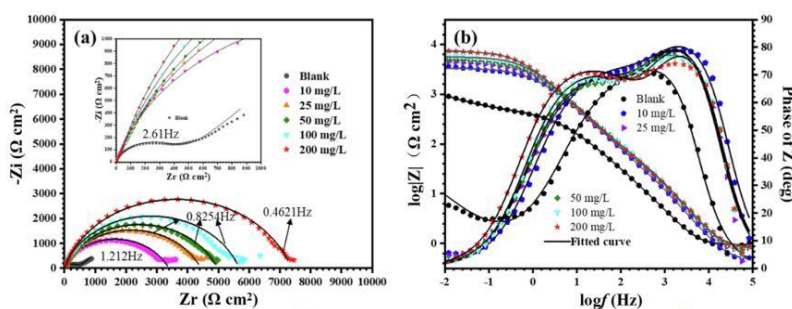 (a)
-Zi (Ω cm2)
10000
9000
8000
7000
6000
5000
4000
3000
2000
1000
0
-Zi (Ω cm²)
1000
900
800
700
600
500
400
300
200
100
0
Blank
2.61Hz
0 100 200 300 400 500 600 700 800 900
Zr (Ω cm²)
Blank
10 mg/L
25 mg/L
50 mg/L
100 mg/L
200 mg/L
0.8254Hz
0.4621Hz
1.212Hz
0 1000 2000 3000 4000 5000 6000 7000 8000 9000 10000
Zr (Ω cm2)
(b)
log|Z| (Ω cm2)
4
3
2
1
0
Blank
10 mg/L
25 mg/L
50 mg/L
100 mg/L
200 mg/L
Fitted curve
-2 -1 0 1 2 3 4 5
logf (Hz)
90
80
70
60
50
40
30
20
10
0
Phase of Z (deg)